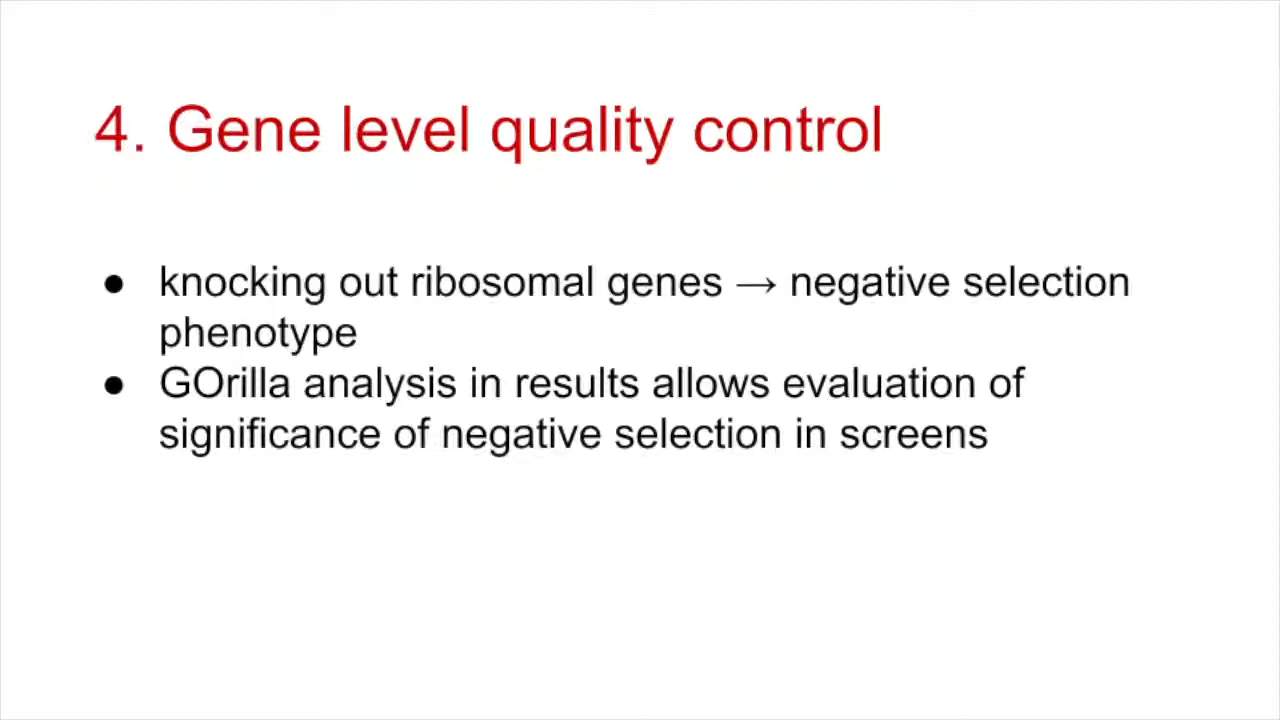 4. Gene level quality control
● knocking out ribosomal genes → negative selection
phenotype
● GOrilla analysis in results allows evaluation of
significance of negative selection in screens